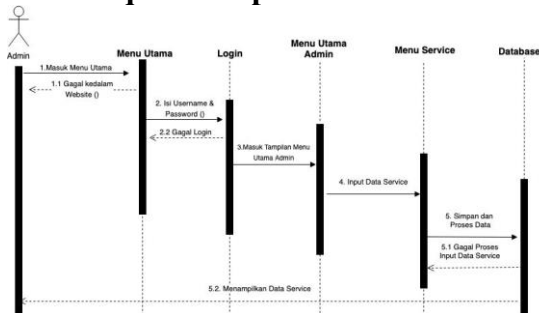 Admin
Menu Utama
Login
Menu Utama
Admin
Menu Service
Database
1.Masuk Menu Utama
1.1 Gagal kedalam
Website ()
2. Isi Username &
Password ()
2.2 Gagal Login
3.Masuk Tampilan Menu
Utama Admin
4. Input Data Service
5. Simpan dan
Proses Data
5.1 Gagal Proses
Input Data Service
5.2. Menampilkan Data Service